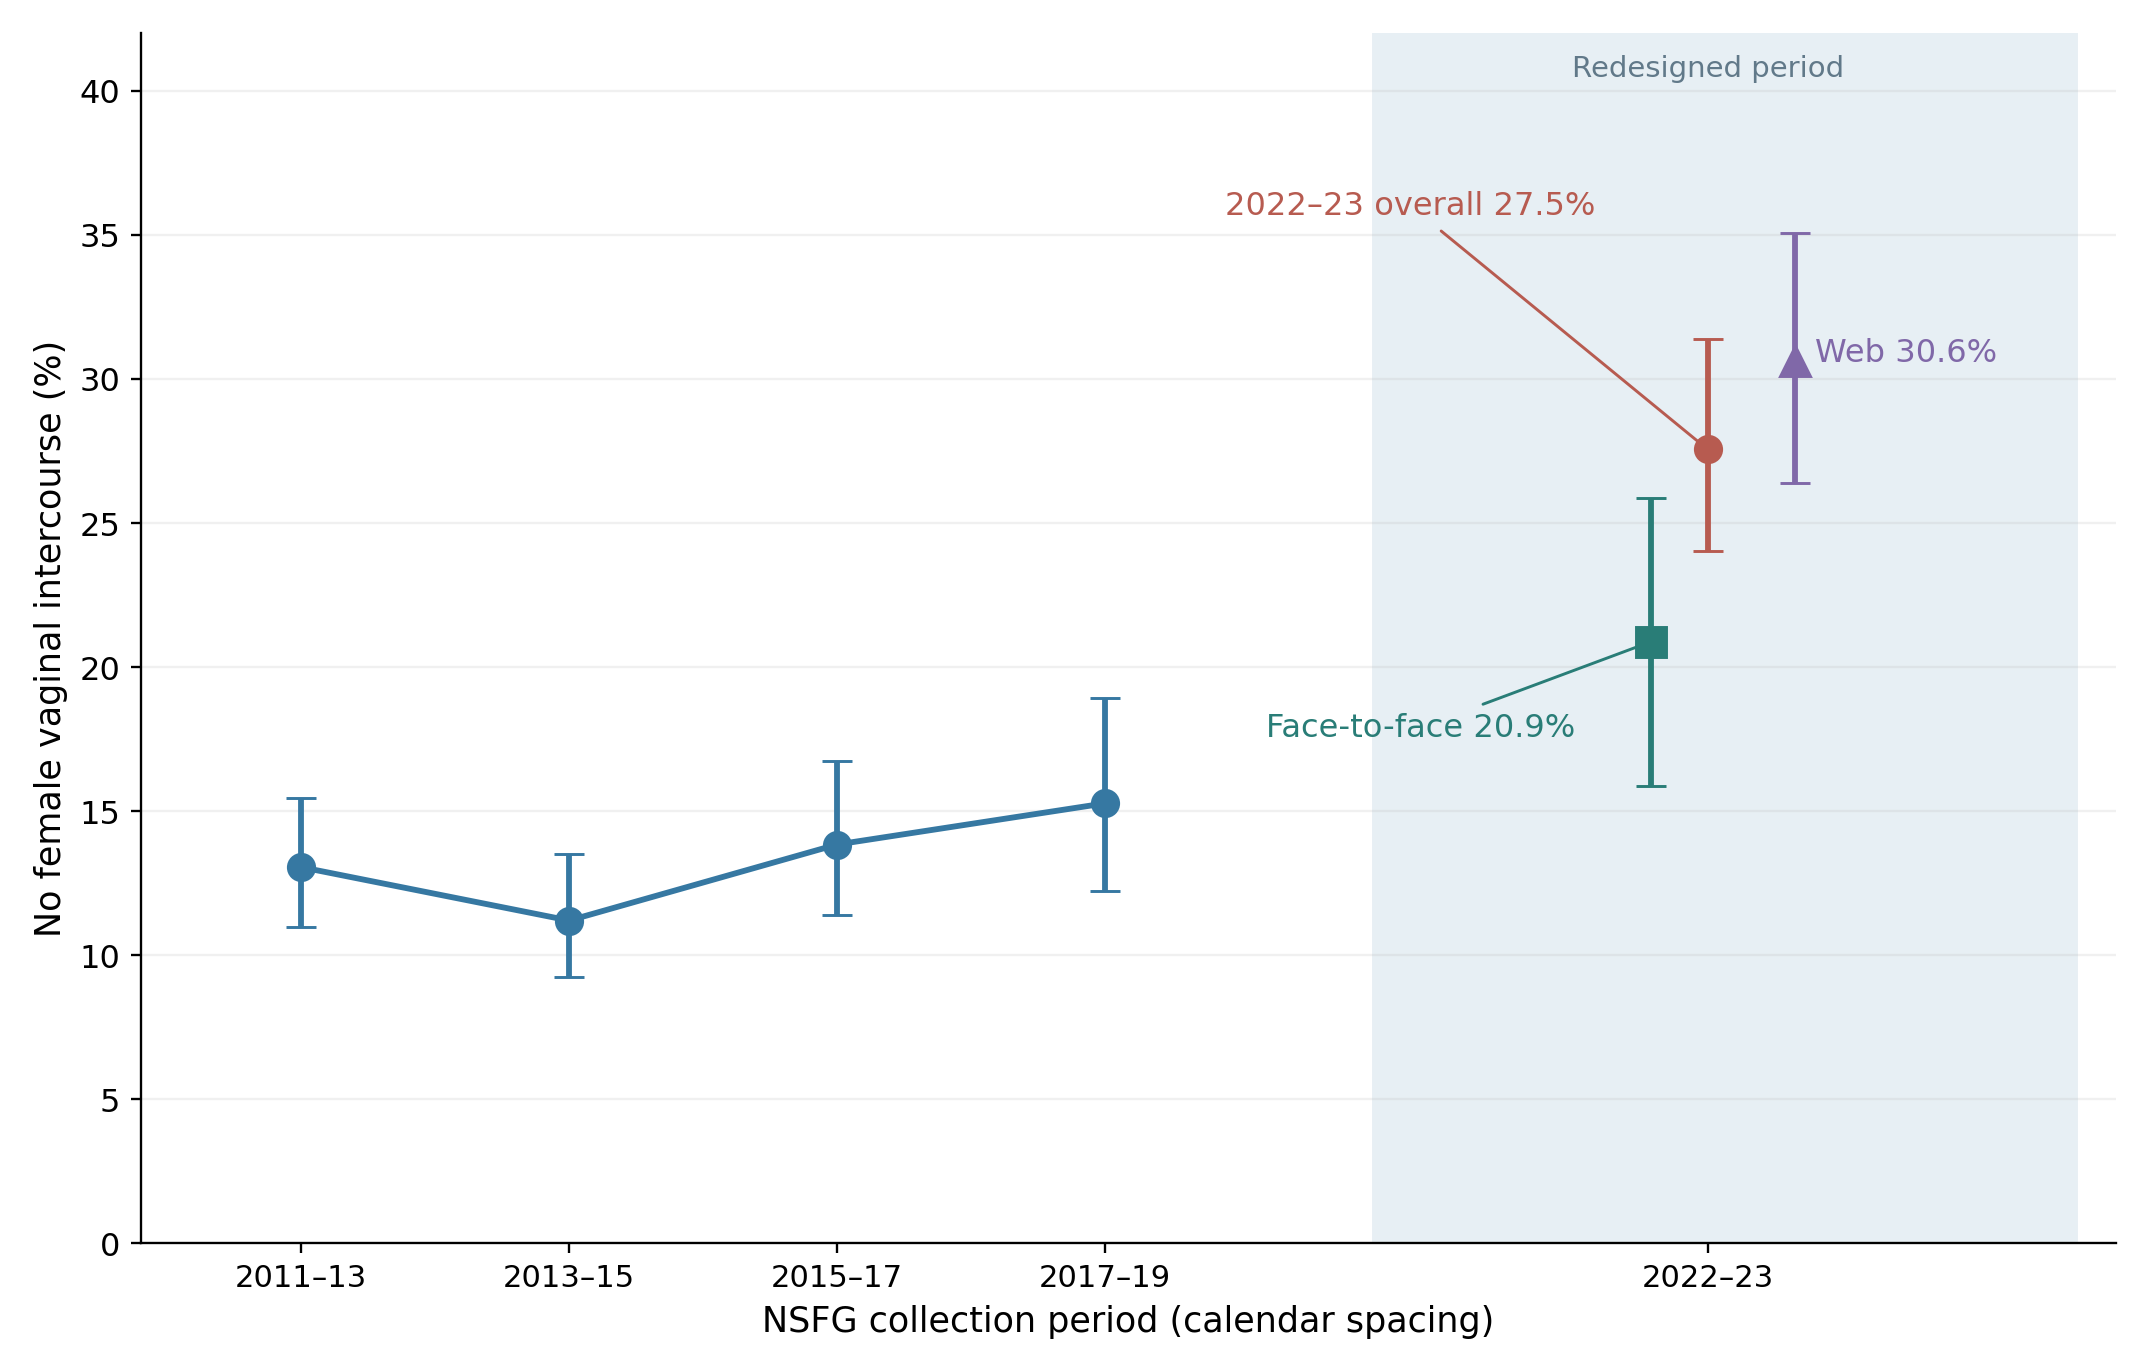 Redesigned period
40
2022–23 overall 27.5%
35
Web 30.6%
30
25
20
Face-to-face 20.9%
15
10
5
0
No female vaginal intercourse (%)
2011–13
2013–15
2015–17
2017–19
2022–23
NSFG collection period (calendar spacing)